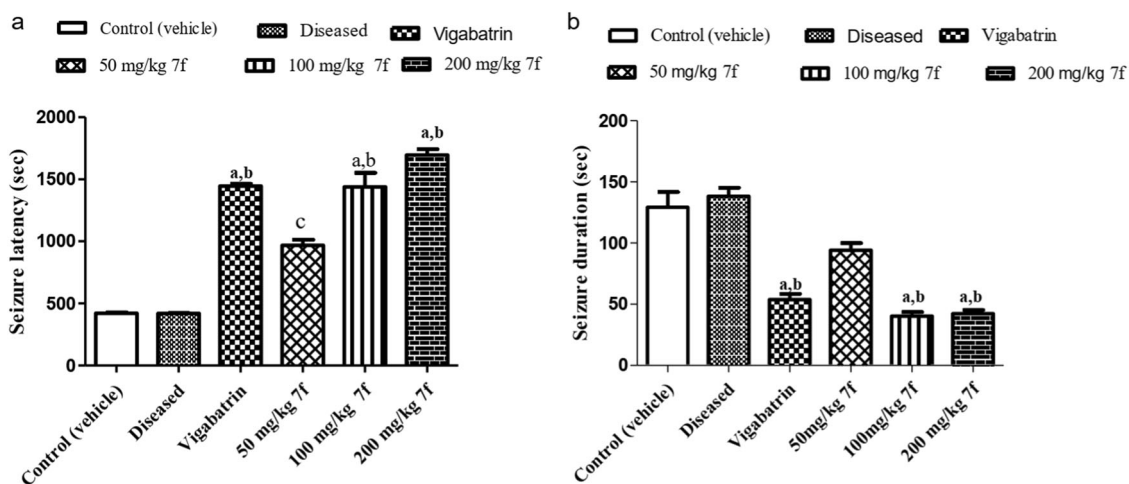 a
Control (vehicle) Diseased Vigabatrin
50 mg/kg 7f 100 mg/kg 7f 200 mg/kg 7f
Seizure latency (sec)
2000
1500
1000
500
0
a,b
c
a,b
a,b
Control (vehicle)
Diseased
Vigabatrin
50 mg/kg 7f
100 mg/kg 7f
200 mg/kg 7f
b
Control (vehicle) Diseased Vigabatrin
50 mg/kg 7f 100 mg/kg 7f 200 mg/kg 7f
Seizure duration (sec)
200
150
100
50
0
a,b
a,b
a,b
Control (vehicle)
Diseased
Vigabatrin
50mg/kg 7f
100mg/kg 7f
200 mg/kg 7f